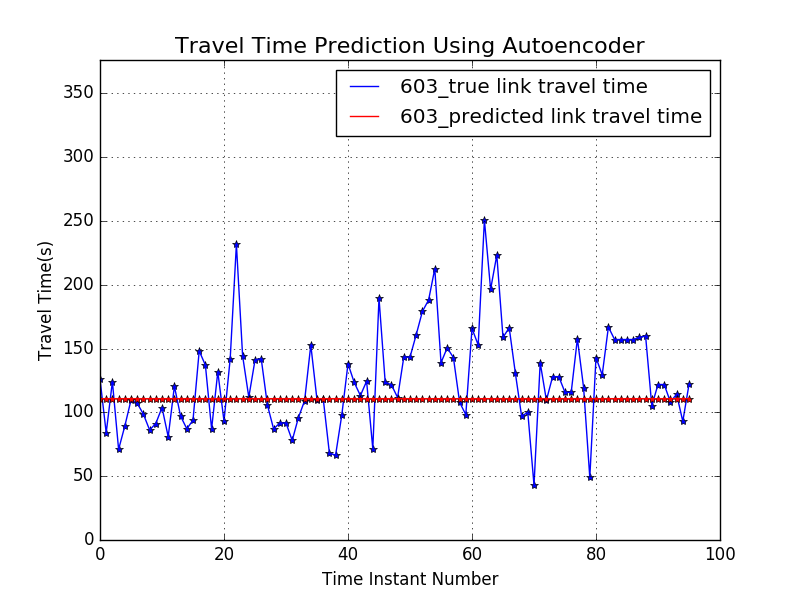 Travel Time Prediction Using Autoencoder
603_true link travel time
603_predicted link travel time
350
300
250
200
150
100
50
0
Travel Time(s)
0 20 40 60 80 100
Time Instant Number